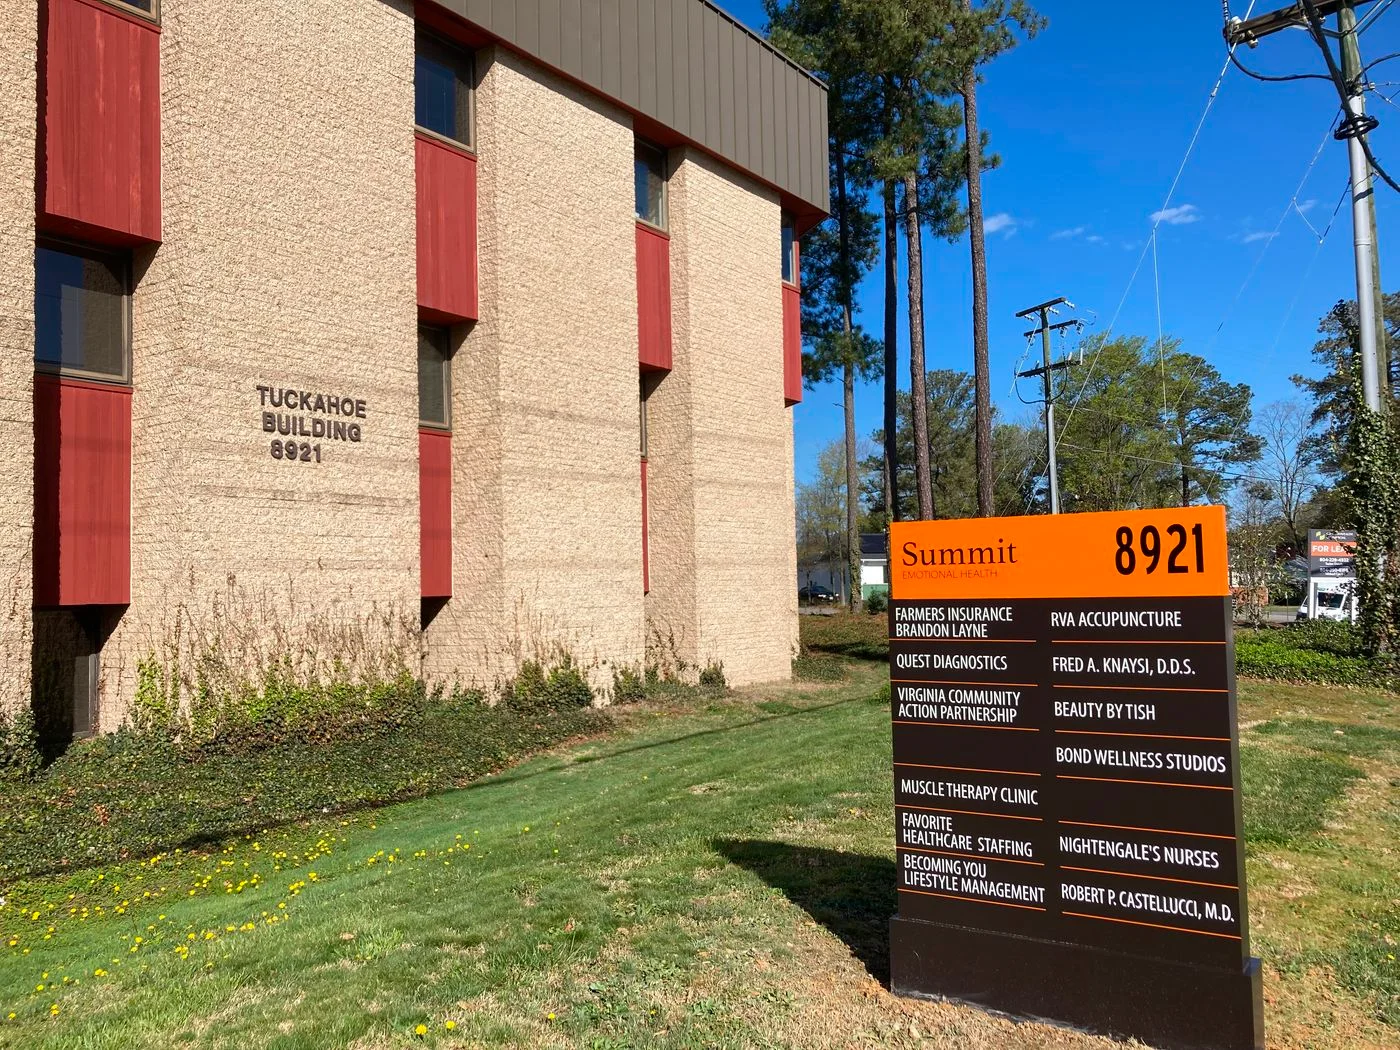 TUCKAHOE
BUILDING
8921
Summit
EMOTIONAL HEALTH
8921
FARMERS INSURANCE
BRANDON LAYNE
QUEST DIAGNOSTICS
VIRGINIA COMMUNITY
ACTION PARTNERSHIP
MUSCLE THERAPY CLINIC
FAVORITE
HEALTHCARE STAFFING
BECOMING YOU
LIFESTYLE MANAGEMENT
RVA ACCUPUNCTURE
FRED A. KNAYSI, D.D.S.
BEAUTY BY TISH
BOND WELLNESS STUDIOS
NIGHTENGALE'S NURSES
ROBERT P. CASTELLUCCI, M.D.
FOR LEA